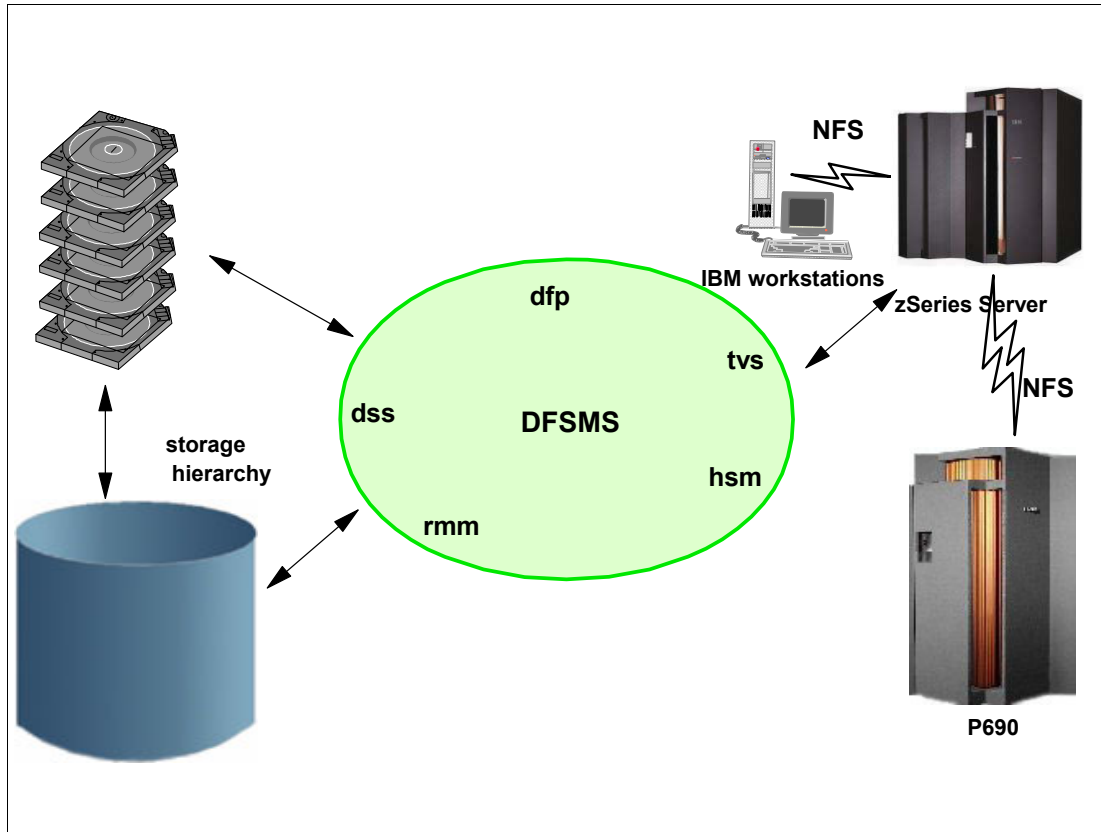 NFS
IBM workstations
zSeries Server
dfp
tvs
NFS
dss
DFSMS
storage
hierarchy
hsm
rmm
P690